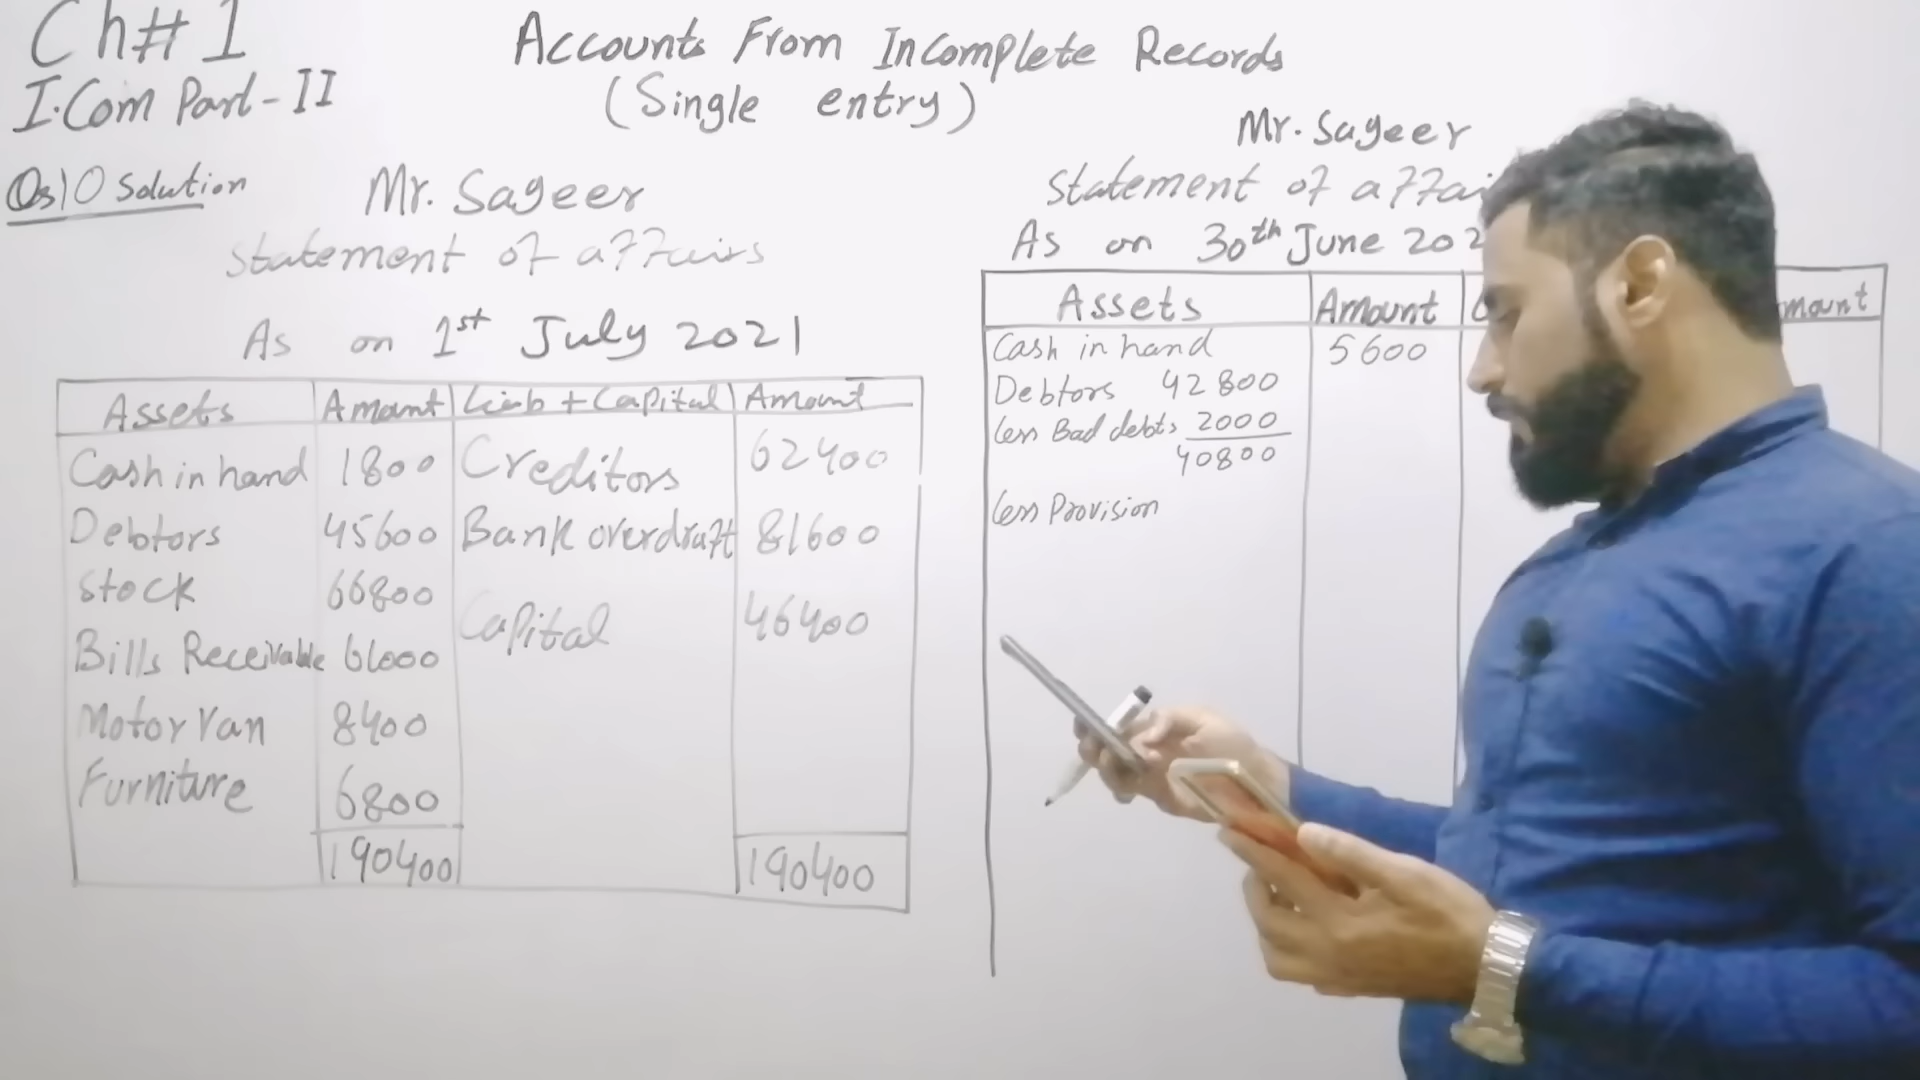 Ch# 1
I.Com Part-II
Accounts From Incomplete Records
(Single entry)
Qs10 Solution
Mr. Sageer
Statement of affairs
As on 1st July 2021
Assets Amount Liab + Capital Amount
Cash in hand 1800 Creditors 62400
Debtors 45600 Bank overdraft 81600
Stock 66800
Capital 46400
Bills Receivable 61000
Motor Van 8400
Furniture 6800
190400 190400
Mr. Sageer
Statement of affai
As on 30th June 202
Assets Amount mount
Cash in hand 5600
Debtors 42800
Less Bad debts 2000
40800
Less Provision